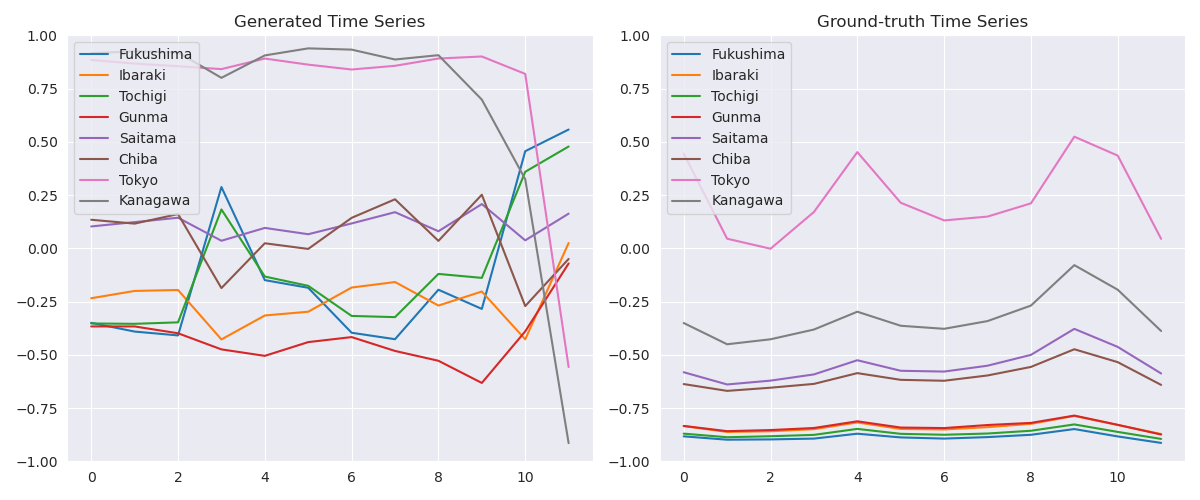 Generated Time Series
1.00
0.75
0.50
0.25
0.00
−0.25
−0.50
−0.75
−1.00
0 2 4 6 8 10
Fukushima
Ibaraki
Tochigi
Gunma
Saitama
Chiba
Tokyo
Kanagawa
Ground-truth Time Series
1.00
0.75
0.50
0.25
0.00
−0.25
−0.50
−0.75
−1.00
0 2 4 6 8 10
Fukushima
Ibaraki
Tochigi
Gunma
Saitama
Chiba
Tokyo
Kanagawa